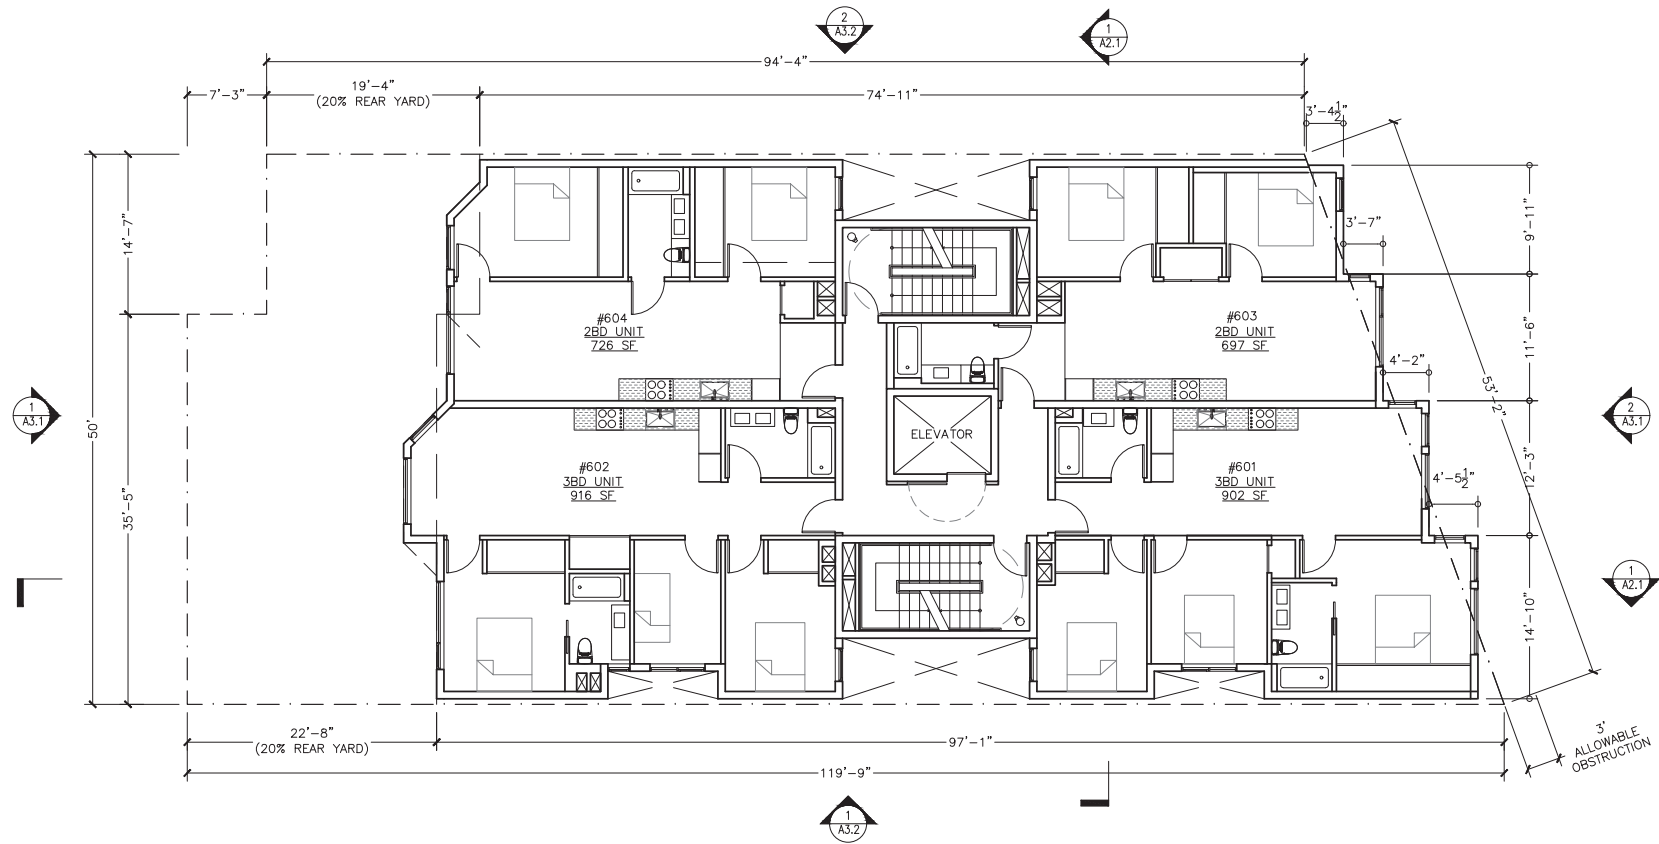 2
A3.2
1
A2.1
94'-4"
7'-3"
19'-4"
(20% REAR YARD)
74'-11"
3'-4 1/2"
14'-7"
50'
35'-5"
3'-7"
9'-11"
#604
2BD UNIT
726 SF
#603
2BD UNIT
697 SF
11'-6"
4'-2"
53'-2"
1
A3.1
2
A3.1
ELEVATOR
#602
3BD UNIT
916 SF
#601
3BD UNIT
902 SF
4'-5 1/2"
12'-3"
1
A2.1
14'-10"
22'-8"
(20% REAR YARD)
97'-1"
3'
ALLOWABLE
OBSTRUCTION
119'-9"
1
A3.2